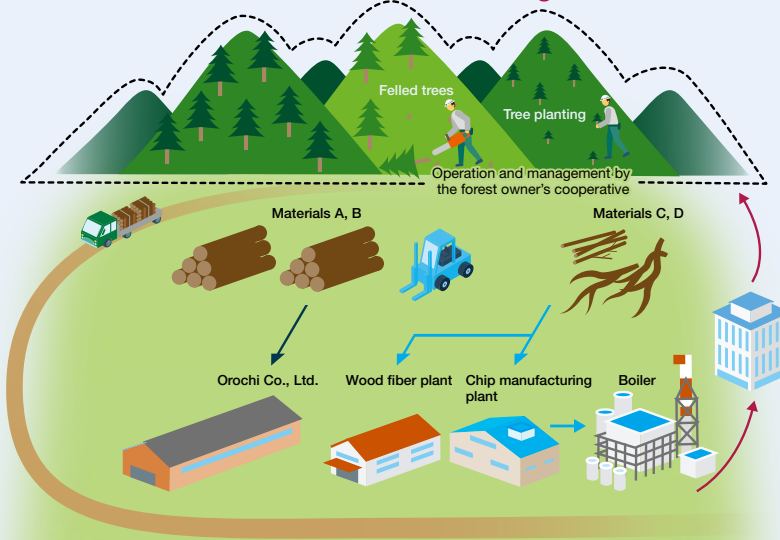 Felled trees
Tree planting
Operation and management by
the forest owner's cooperative
Materials A, B
Materials C, D
Orochi Co., Ltd.
Wood fiber plant
Chip manufacturing
plant
Boiler